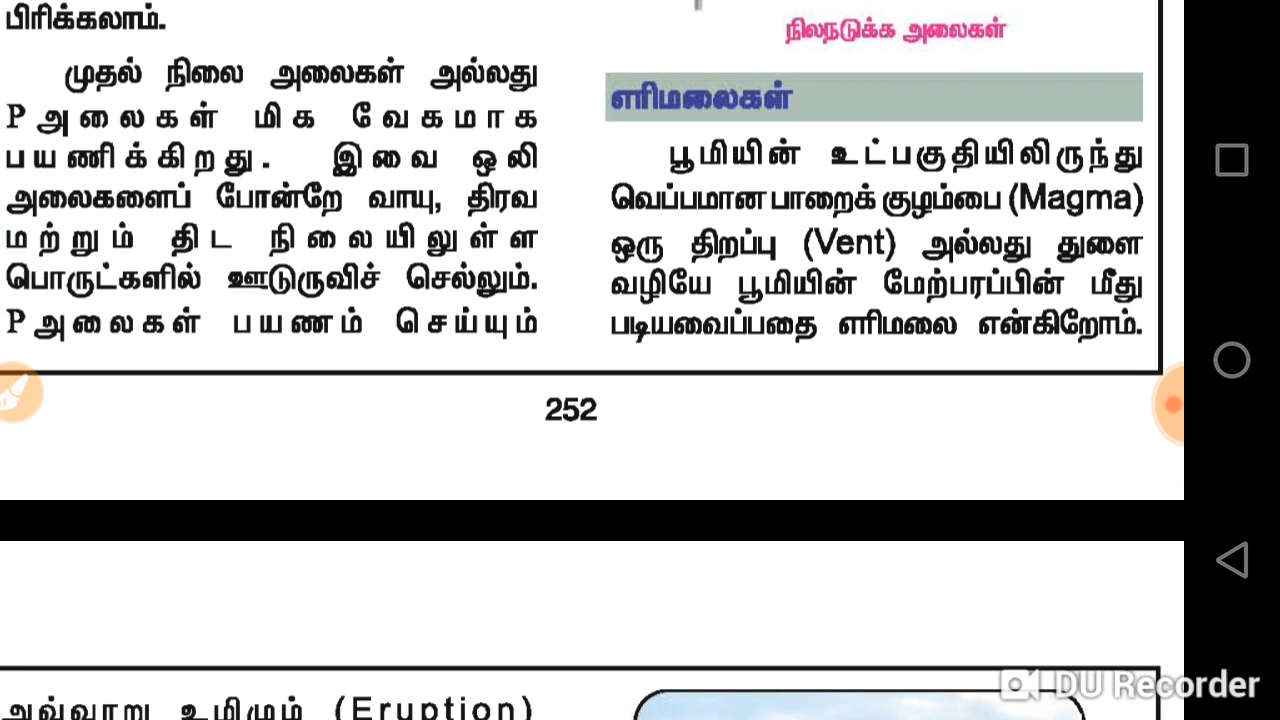 பிரிக்கலாம்.
முதல் நிலை அலைகள் அல்லது
P அலைகள் மிக வேகமாக
பயணிக்கிறது. இவை ஒலி
அலைகளைப் போன்றே வாயு, திரவ
மற்றும் திட நிலையிலுள்ள
பொருட்களில் ஊடுருவிச் செல்லும்.
P அலைகள் பயணம் செய்யும்
நிலநடுக்க அலைகள்
எரிமலைகள்
பூமியின் உட்பகுதியிலிருந்து
வெப்பமான பாறைக் குழம்பை (Magma)
ஒரு திறப்பு (Vent) அல்லது துளை
வழியே பூமியின் மேற்பரப்பின் மீது
படியவைப்பதை எரிமலை என்கிறோம்.
252
அவ்வாறு உமிழும் (Eruption)
DU Recorder